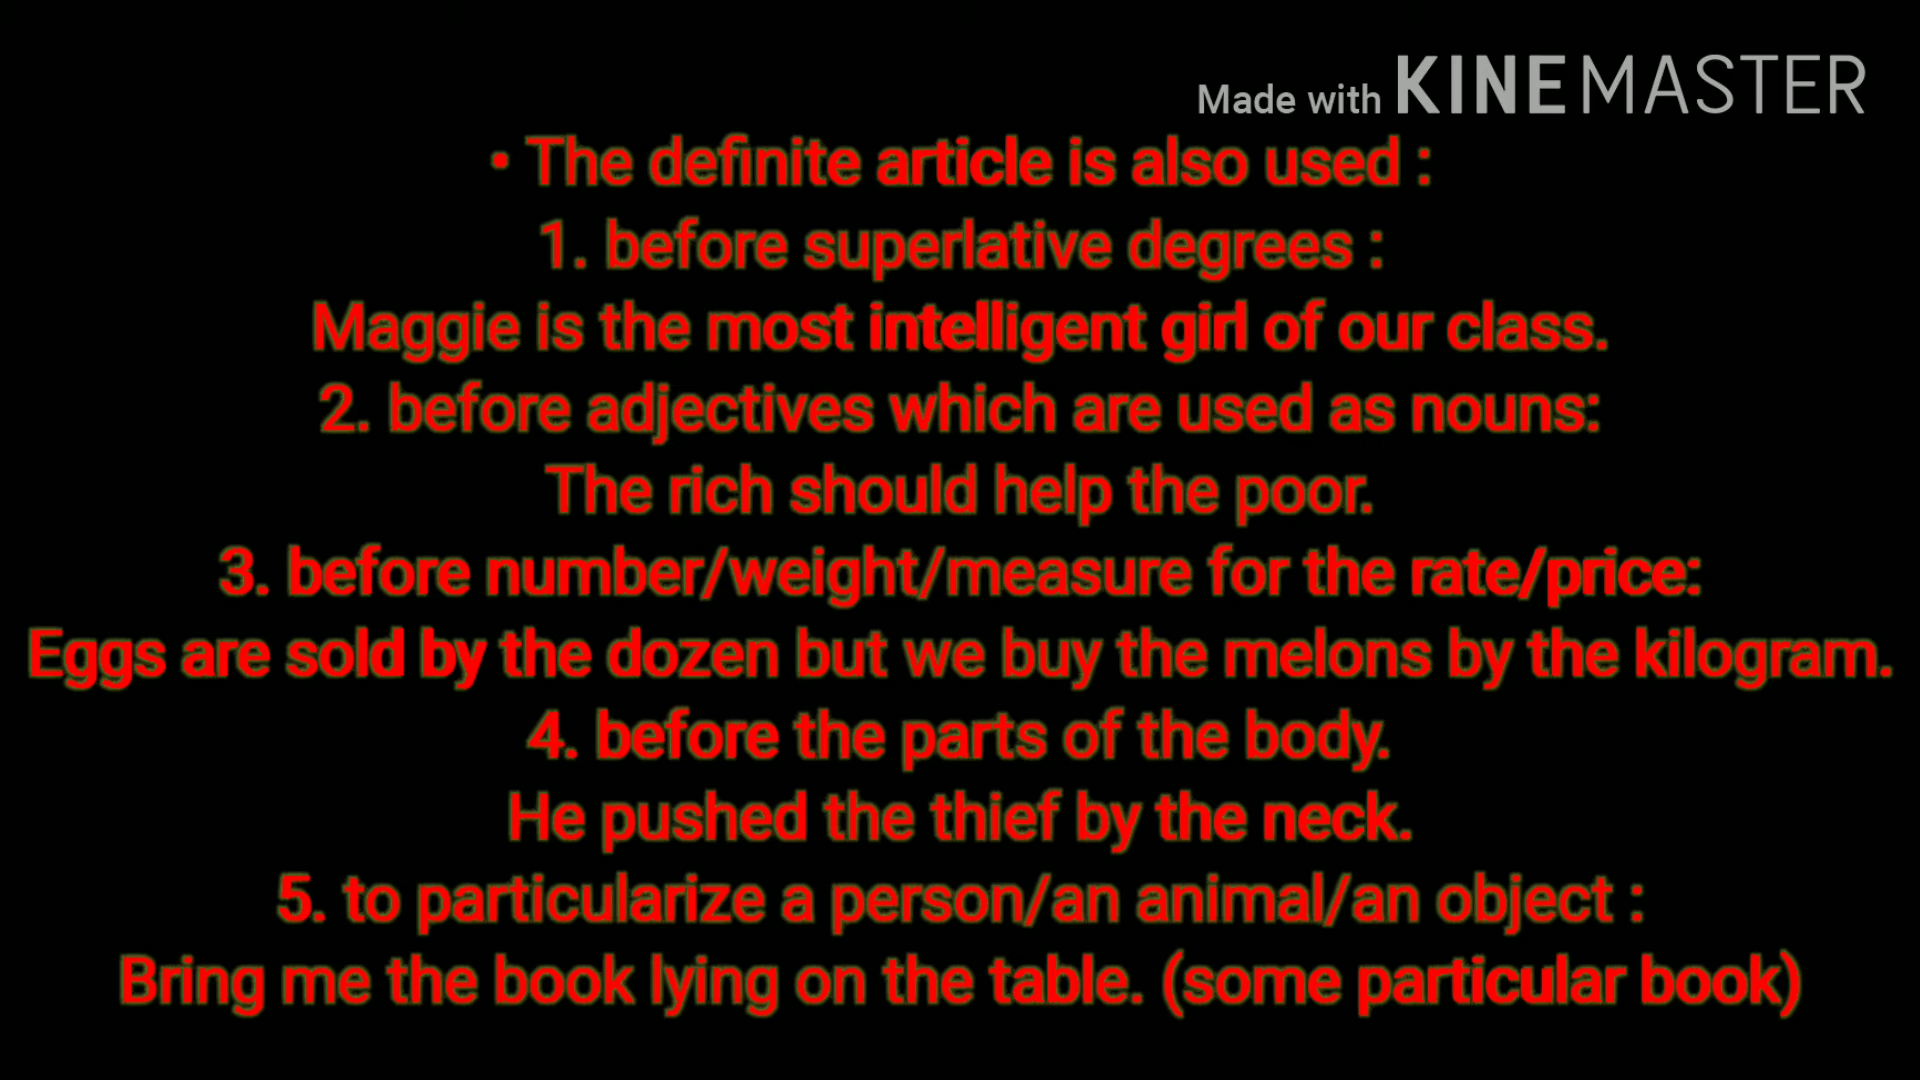 Made with KINEMASTER
• The definite article is also used :
1. before superlative degrees :
Maggie is the most intelligent girl of our class.
2. before adjectives which are used as nouns:
The rich should help the poor.
3. before number/weight/measure for the rate/price:
Eggs are sold by the dozen but we buy the melons by the kilogram.
4. before the parts of the body.
He pushed the thief by the neck.
5. to particularize a person/an animal/an object :
Bring me the book lying on the table. (some particular book)